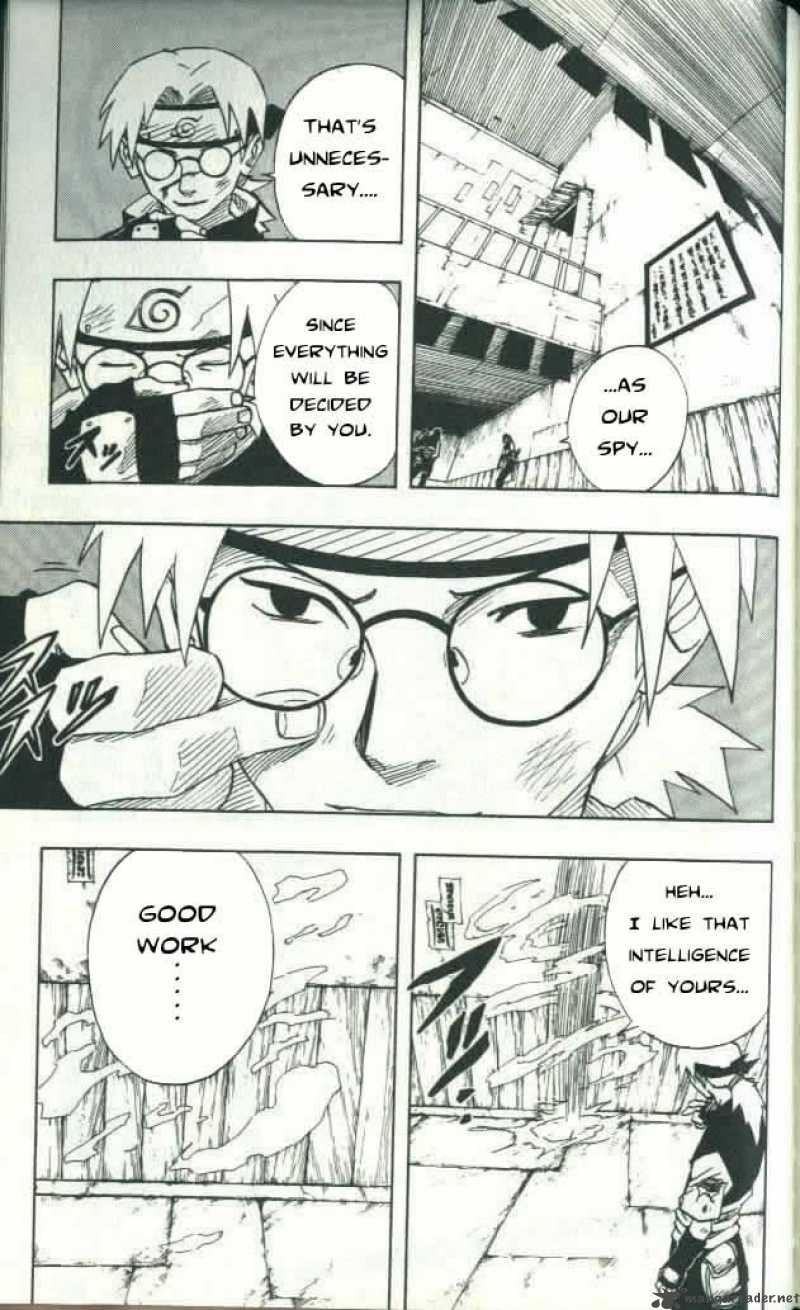 ...AS
OUR
SPY...
THAT'S
UNNECES-
SARY....
SINCE
EVERYTHING
WILL BE
DECIDED
BY YOU.
HEH...
I LIKE THAT
INTELLIGENCE
OF YOURS...
GOOD
WORK
......